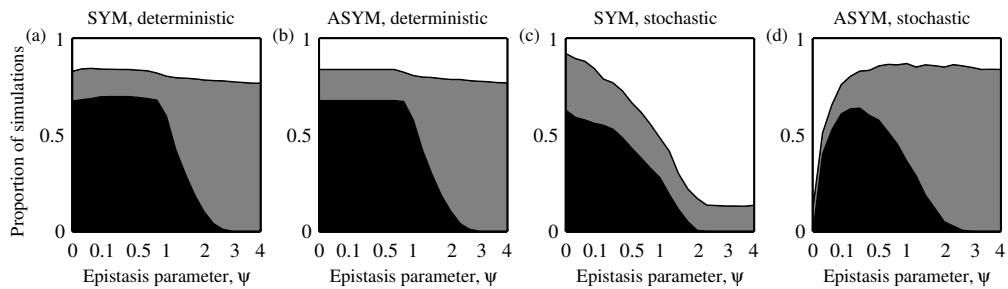 SYM, deterministic
ASYM, deterministic
SYM, stochastic
ASYM, stochastic
(a)
(b)
(c)
(d)
Proportion of simulations
1
0.5
0
0 0.1 0.5 1 2 3 4
Epistasis parameter, ψ
1
0.5
0
0 0.1 0.5 1 2 3 4
Epistasis parameter, ψ
1
0.5
0
0 0.1 0.5 1 2 3 4
Epistasis parameter, ψ
1
0.5
0
0 0.1 0.5 1 2 3 4
Epistasis parameter, ψ